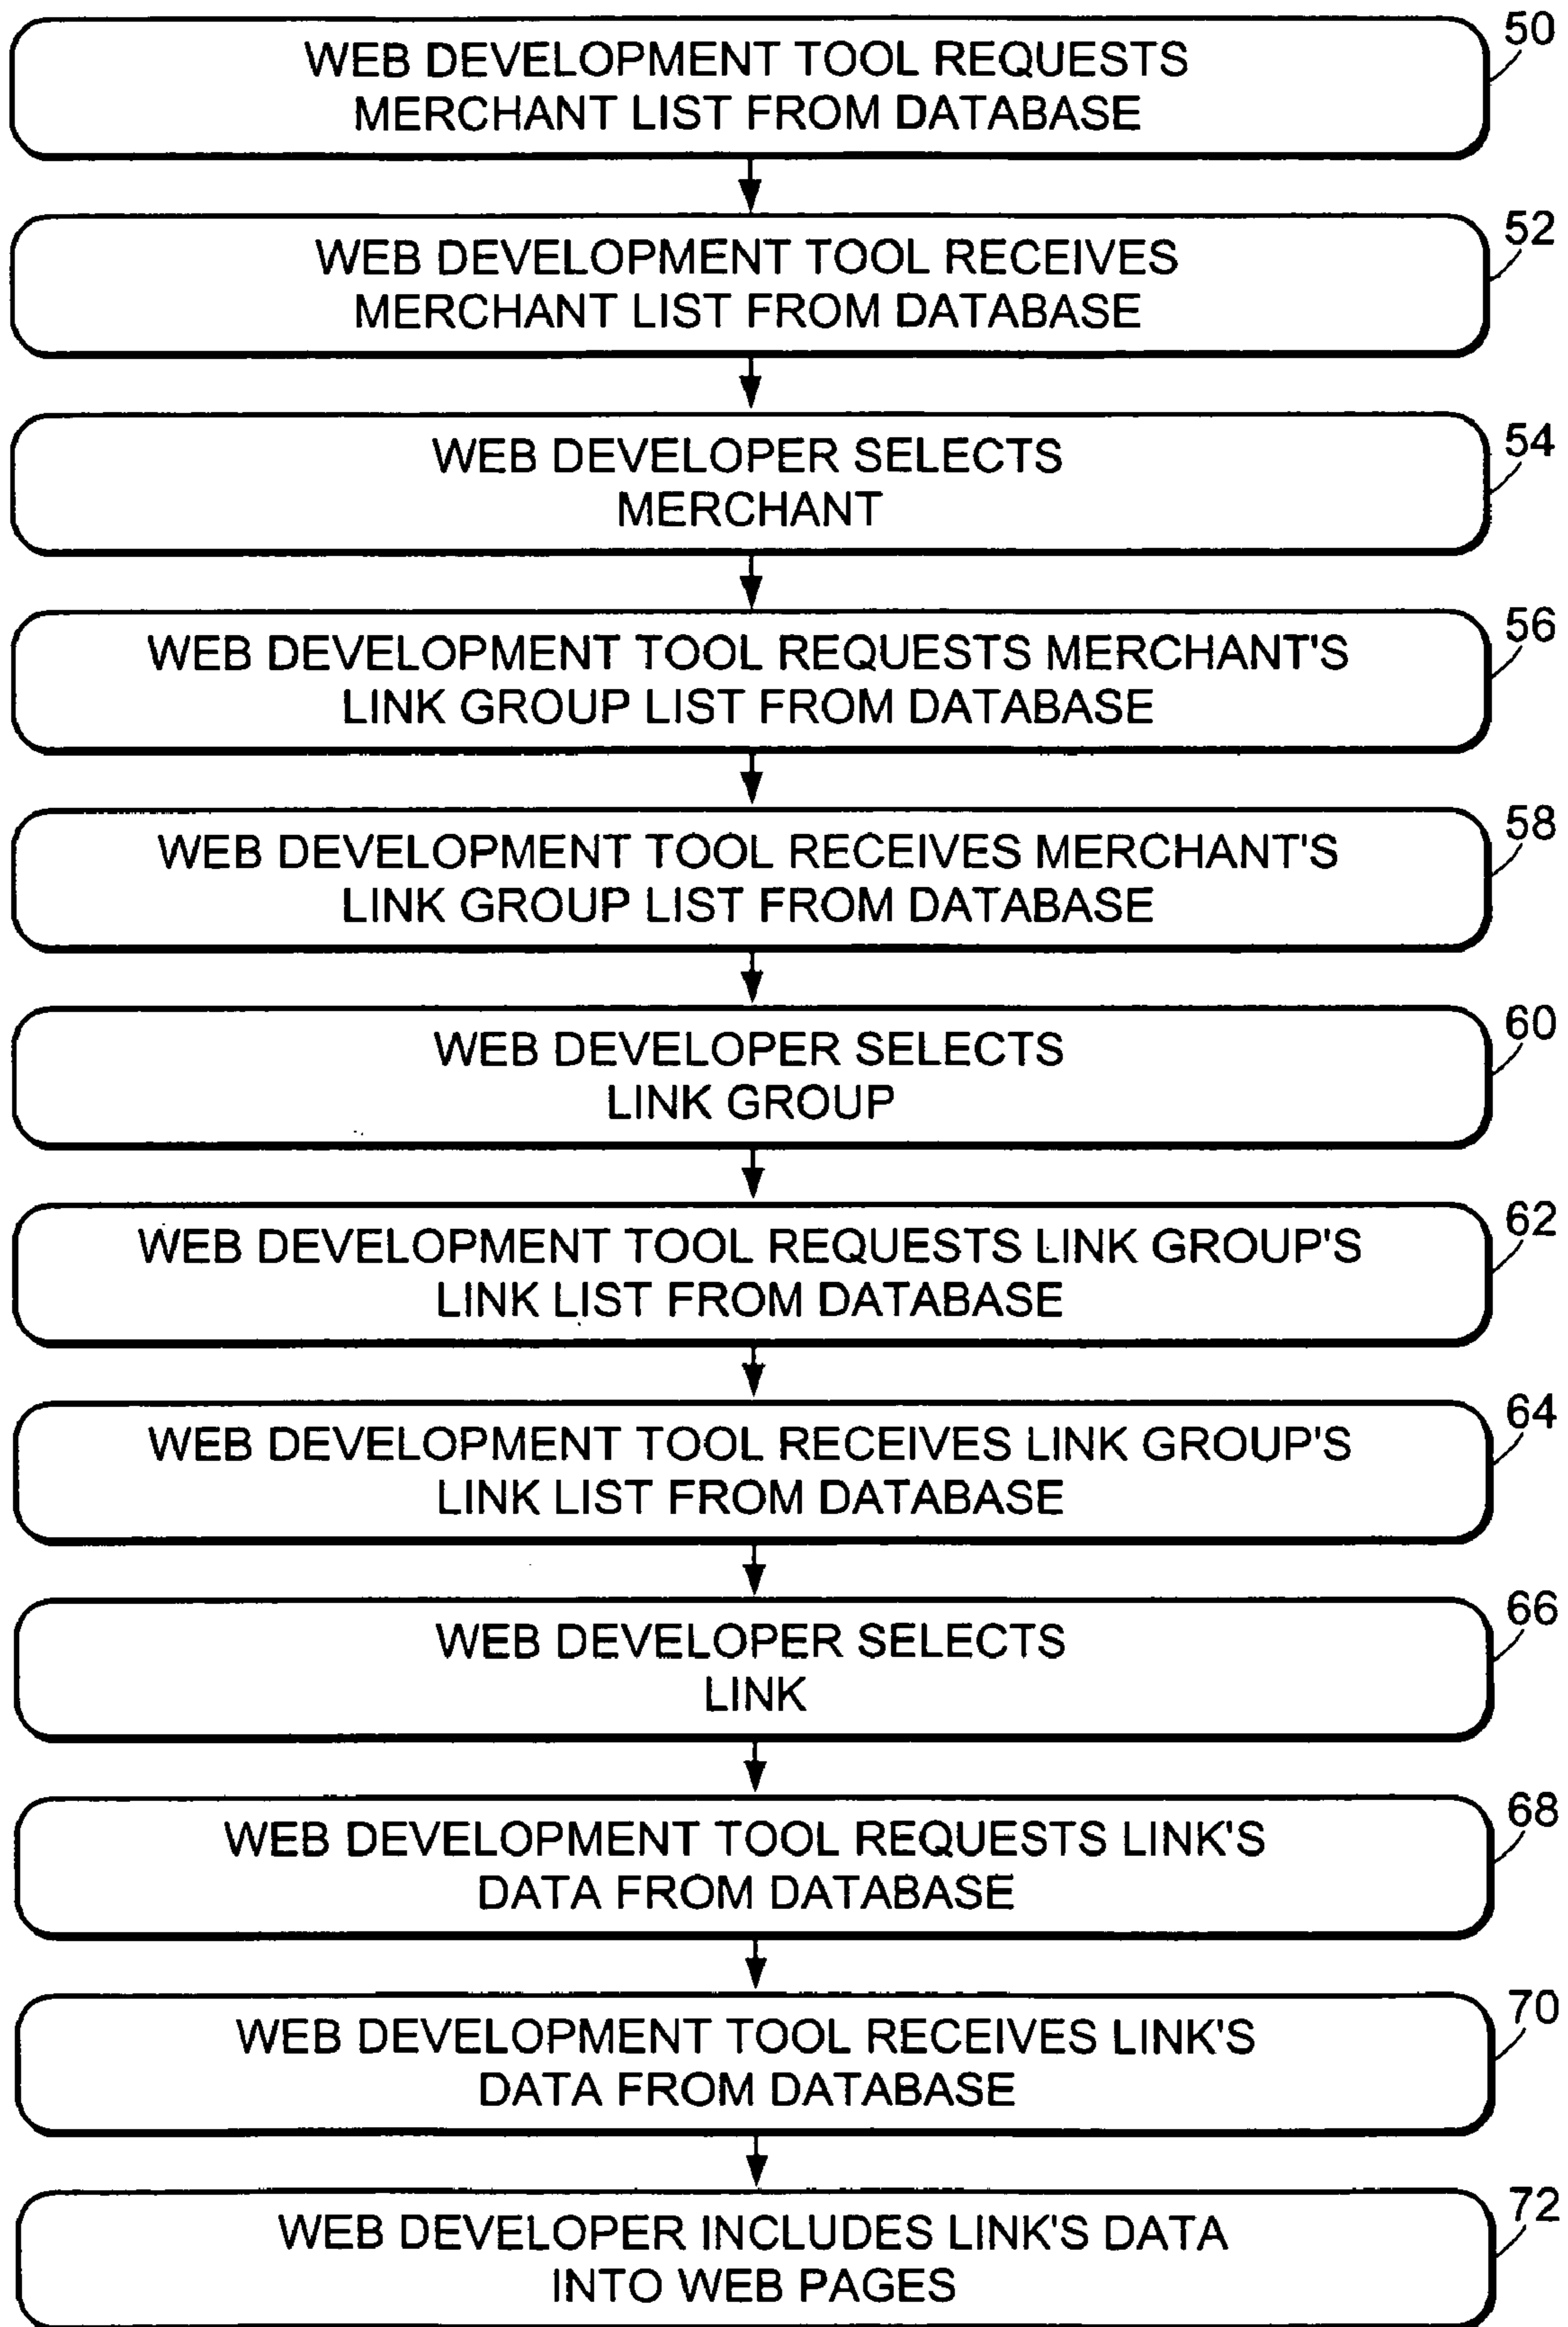 50
WEB DEVELOPMENT TOOL REQUESTS
MERCHANT LIST FROM DATABASE
52
WEB DEVELOPMENT TOOL RECEIVES
MERCHANT LIST FROM DATABASE
54
WEB DEVELOPER SELECTS
MERCHANT
56
WEB DEVELOPMENT TOOL REQUESTS MERCHANT'S
LINK GROUP LIST FROM DATABASE
58
WEB DEVELOPMENT TOOL RECEIVES MERCHANT'S
LINK GROUP LIST FROM DATABASE
60
WEB DEVELOPER SELECTS
LINK GROUP
62
WEB DEVELOPMENT TOOL REQUESTS LINK GROUP'S
LINK LIST FROM DATABASE
64
WEB DEVELOPMENT TOOL RECEIVES LINK GROUP'S
LINK LIST FROM DATABASE
66
WEB DEVELOPER SELECTS
LINK
68
WEB DEVELOPMENT TOOL REQUESTS LINK'S
DATA FROM DATABASE
70
WEB DEVELOPMENT TOOL RECEIVES LINK'S
DATA FROM DATABASE
72
WEB DEVELOPER INCLUDES LINK'S DATA
INTO WEB PAGES